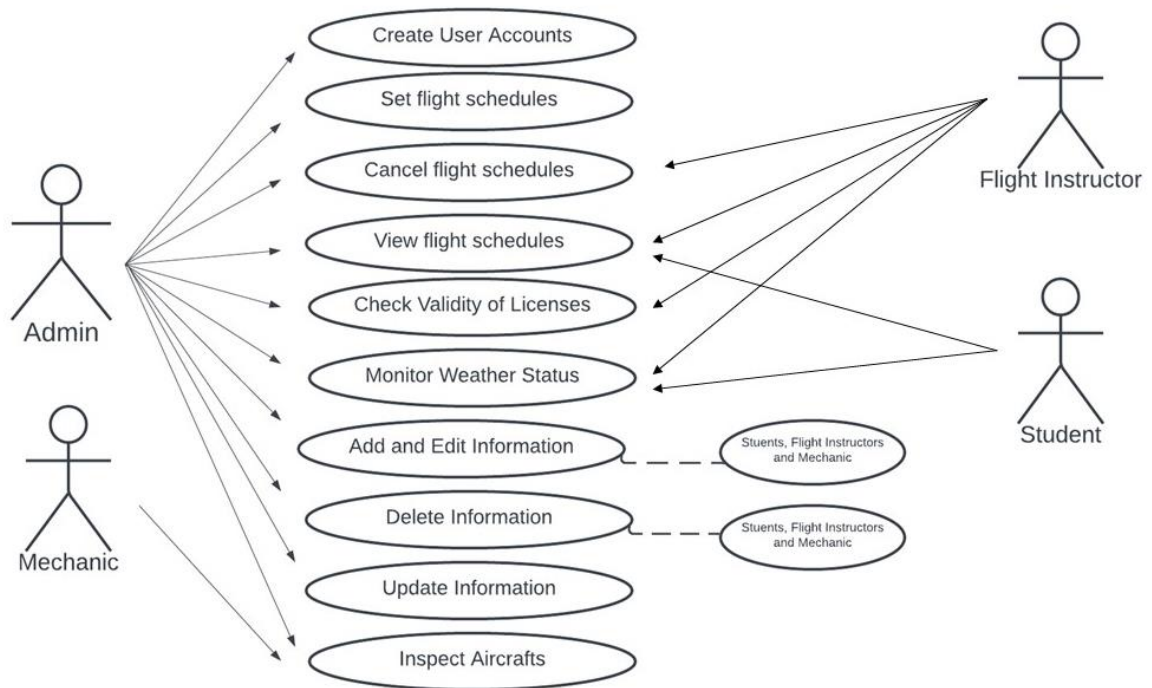 Create User Accounts
Set flight schedules
Cancel flight schedules
Flight Instructor
View flight schedules
Check Validity of Licenses
Admin
Monitor Weather Status
Student
Add and Edit Information
Stuents, Flight Instructors
and Mechanic
Delete Information
Stuents, Flight Instructors
and Mechanic
Mechanic
Update Information
Inspect Aircrafts